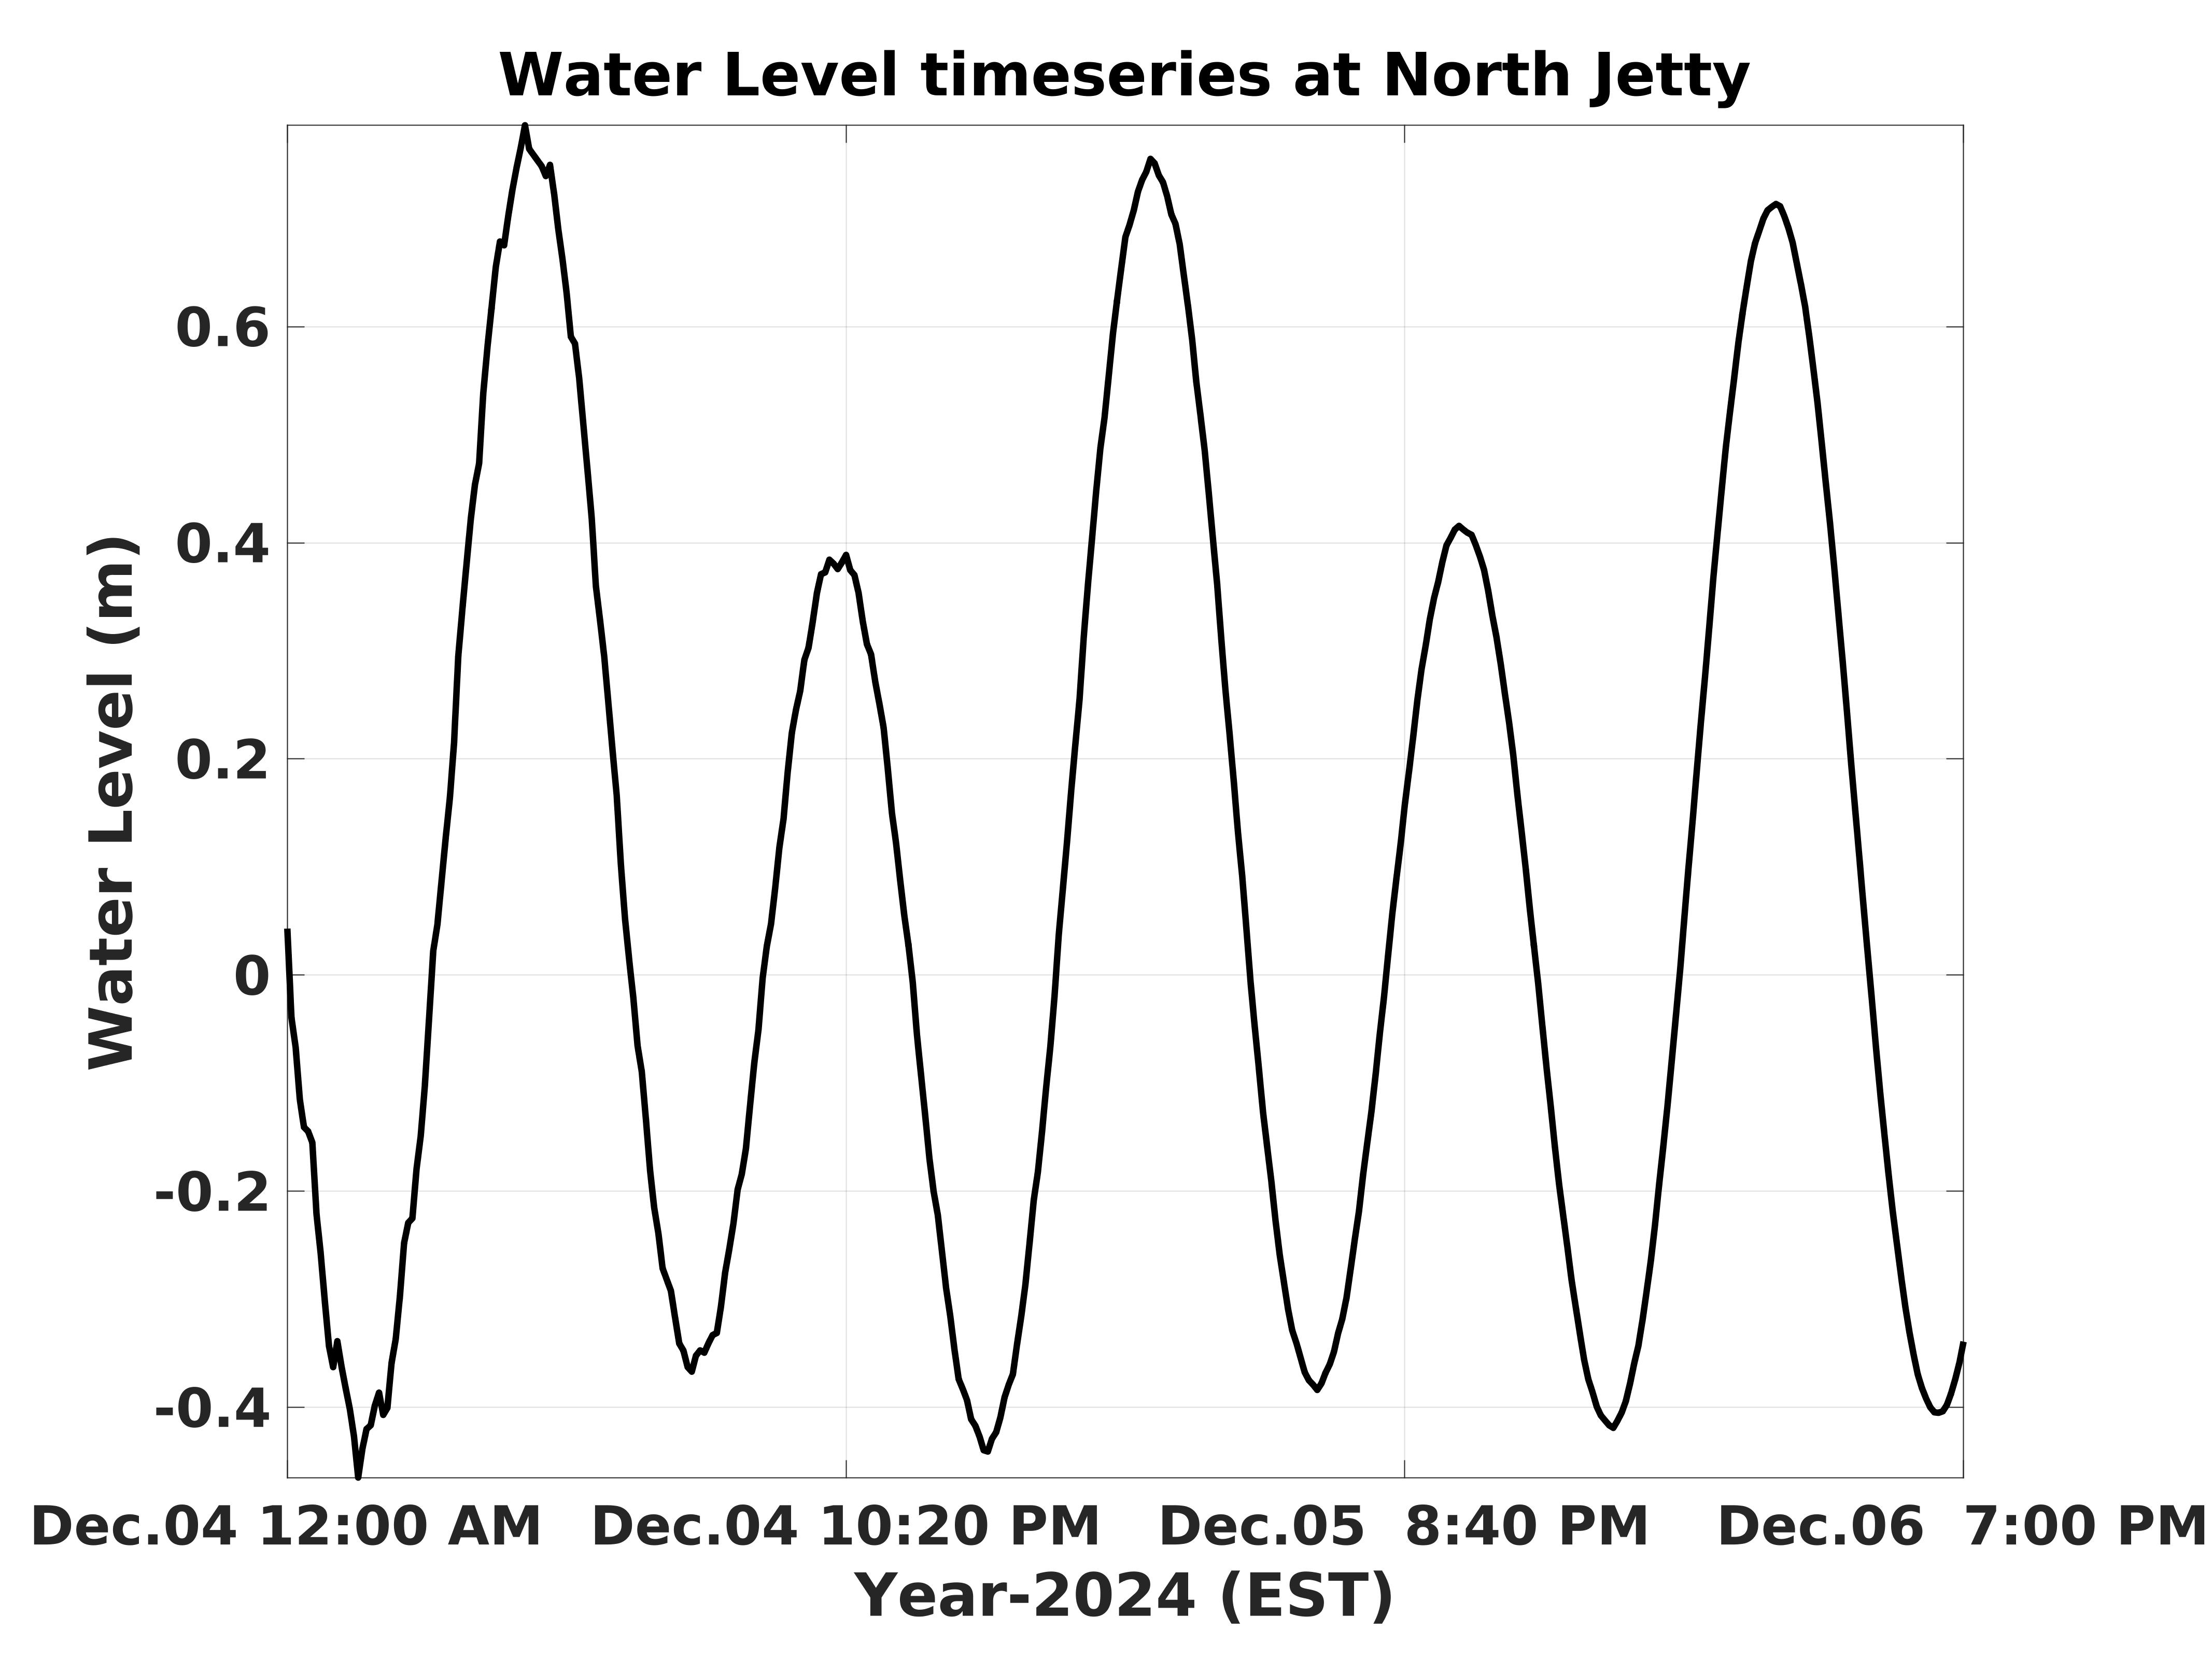 Water Level timeseries at North Jetty
0.6
0.4
0.2
0
-0.2
-0.4
Water Level (m)
Dec.04 12:00 AM Dec.04 10:20 PM Dec.05 8:40 PM Dec.06 7:00 PM
Year-2024 (EST)